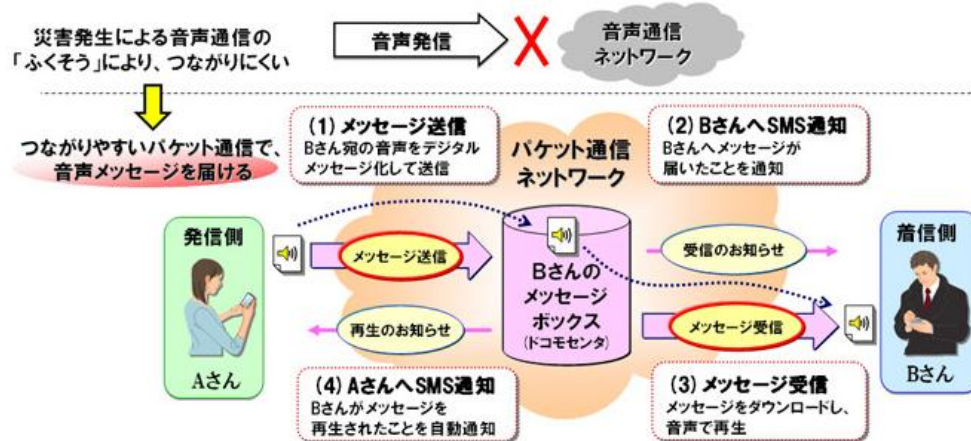 災害発生による音声通信の
「ふくそう」により、つながりにくい
音声発信
音声通信
ネットワーク
つながりやすいパケット通信で、
音声メッセージを届ける
(1) メッセージ送信
Bさん宛の音声をデジタル
メッセージ化して送信
パケット通信
ネットワーク
(2) BさんへSMS通知
Bさんへメッセージが
届いたことを通知
発信側
Aさん
メッセージ送信
再生のお知らせ
Bさんの
メッセージ
ボックス
(ドコモセンタ)
受信のお知らせ
メッセージ受信
着信側
Bさん
(4) AさんへSMS通知
Bさんがメッセージを
再生されたことを自動通知
(3) メッセージ受信
メッセージをダウンロードし、
音声で再生